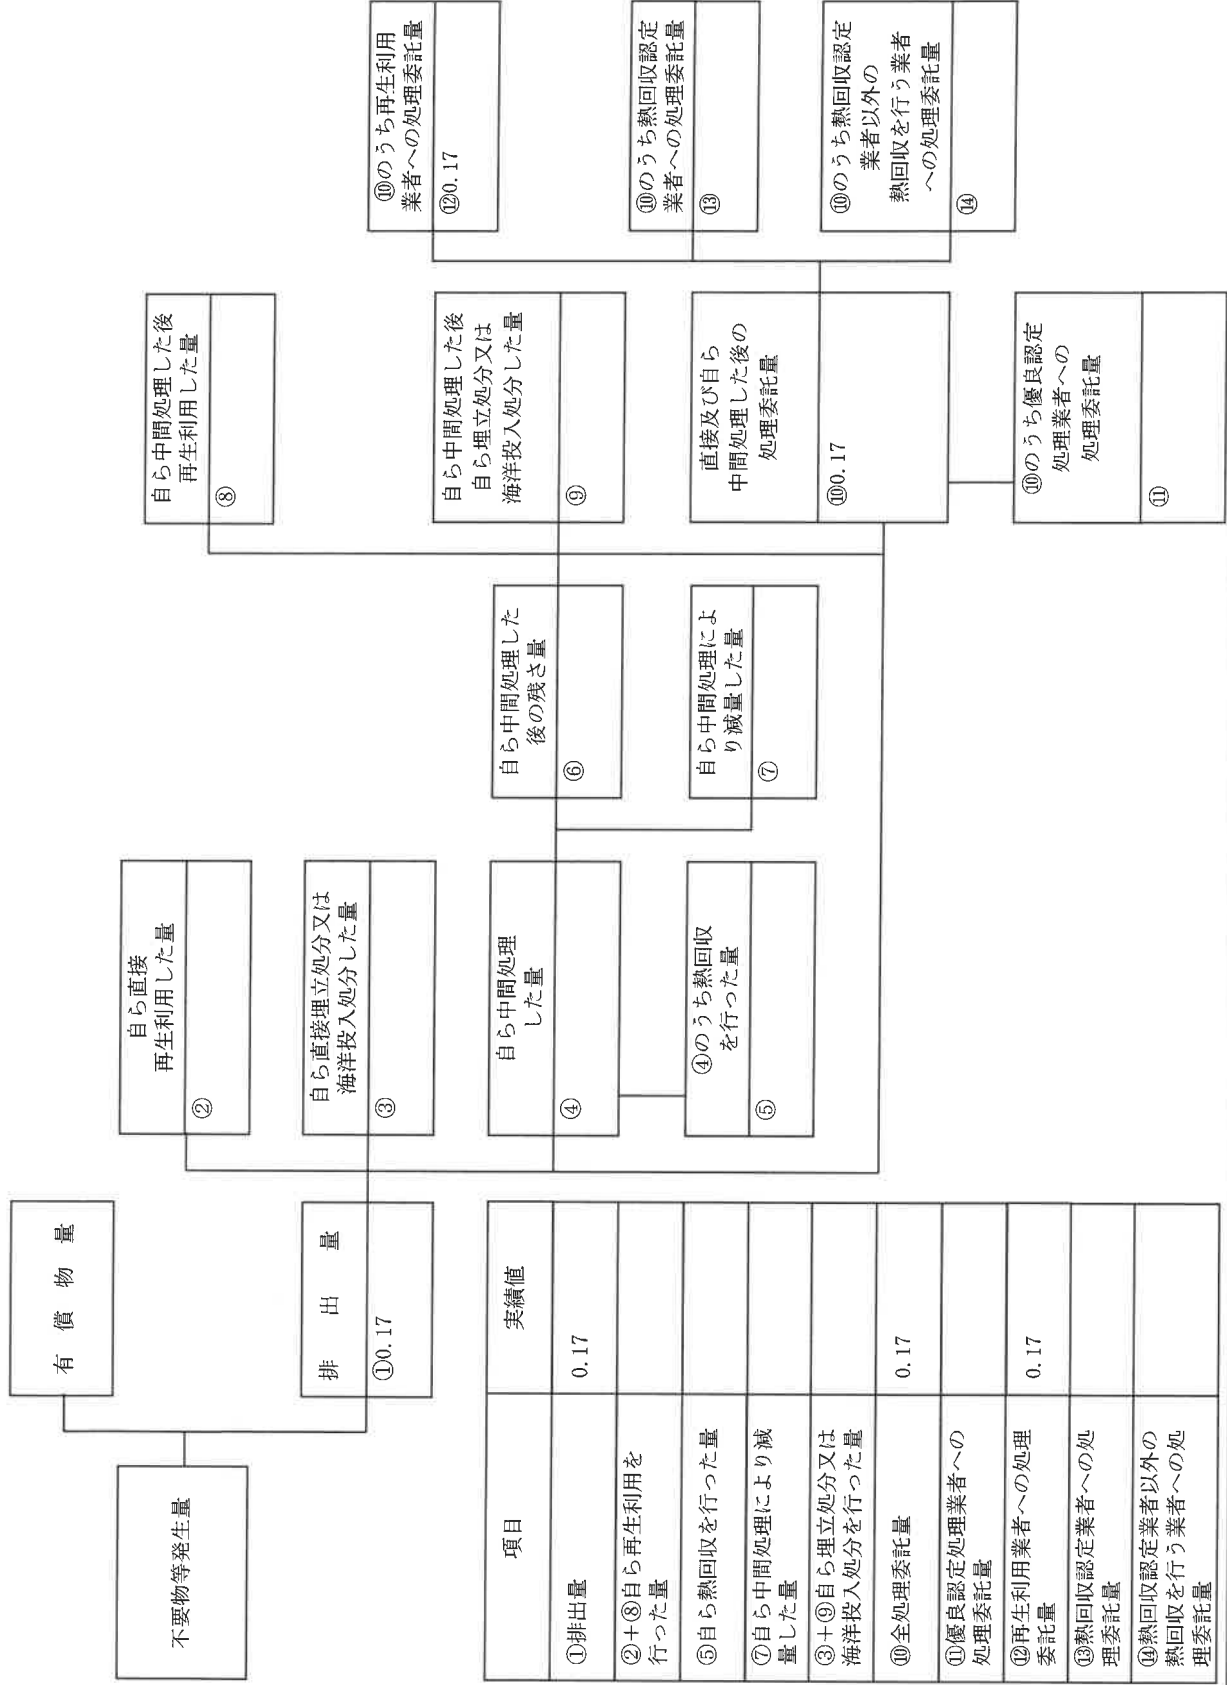 有償物量
不要物等発生量
排出量
①0.17
自ら直接
再生利用した量
②
自ら直接埋立処分又は
海洋投入処分した量
③
自ら中間処理
した量
④
④のうち熱回収
を行った量
⑤
自ら中間処理した
後の残さ量
⑥
自ら中間処理によ
り減量した量
⑦
自ら中間処理した後
再生利用した量
⑧
自ら中間処理した後
自ら埋立処分又は
海洋投入処分した量
⑨
直接及び自ら
中間処理した後の
処理委託量
⑩0.17
⑩のうち優良認定
処理業者への
処理委託量
⑪
⑩のうち再生利用
業者への処理委託量
⑫0.17
⑩のうち熱回収認定
業者への処理委託量
⑬
⑩のうち熱回収認定
業者以外の
熱回収を行う業者
への処理委託量
⑭
項目 実績値
①排出量 0.17
②+⑧自ら再生利用を
行った量
⑤自ら熱回収を行った量
⑦自ら中間処理により減
量した量
③+⑨自ら埋立処分又は
海洋投入処分を行った量
⑩全処理委託量 0.17
⑪優良認定処理業者への
処理委託量
⑫再生利用業者への処理
委託量 0.17
⑬熱回収認定業者への処
理委託量
⑭熱回収認定業者以外の
熱回収を行う業者への処
理委託量